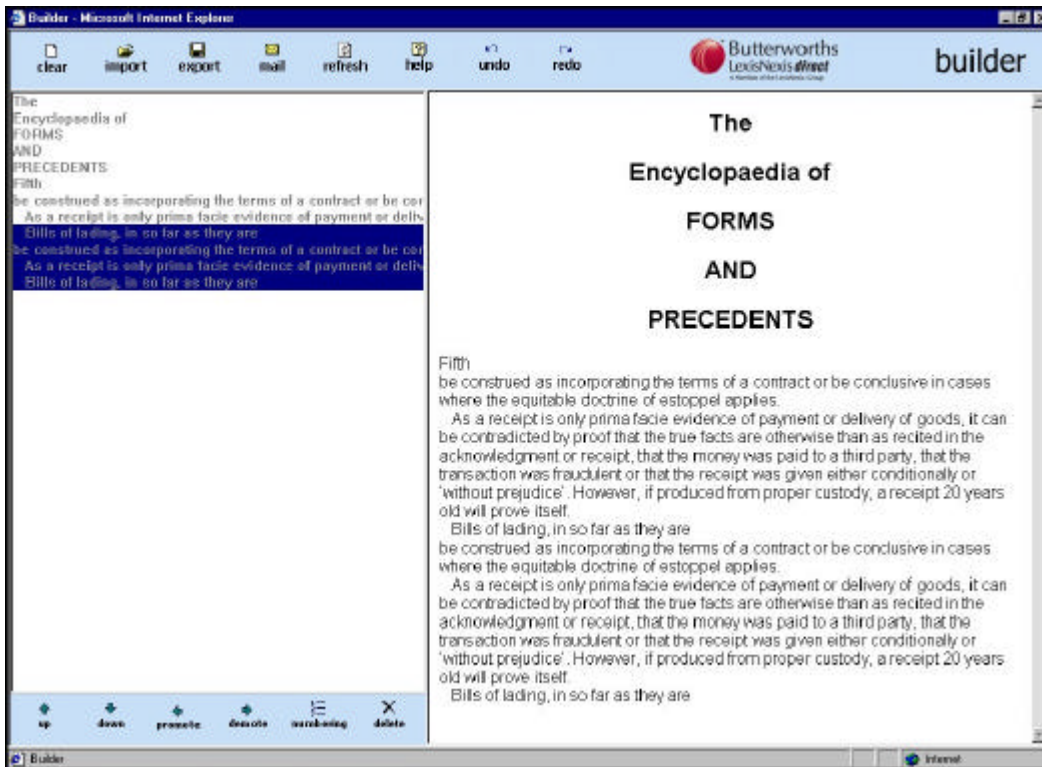 Builder - Microsoft Internet Explorer
clear import export mail refresh help undo redo
Butterworths
LexisNexis direct
A Member of the LexisNexis Group
builder
The
Encyclopaedia of
FORMS
AND
PRECEDENTS
Fifth
be construed as incorporating the terms of a contract or be cor
As a receipt is only prima facie evidence of payment or deliv
Bills of lading, in so far as they are
be construed as incorporating the terms of a contract or be cor
As a receipt is only prima facie evidence of payment or deliv
Bills of lading, in so far as they are
up down promote demote numbering delete
The
Encyclopaedia of
FORMS
AND
PRECEDENTS
Fifth
be construed as incorporating the terms of a contract or be conclusive in cases
where the equitable doctrine of estoppel applies.
As a receipt is only prima facie evidence of payment or delivery of goods, it can
be contradicted by proof that the true facts are otherwise than as recited in the
acknowledgment or receipt, that the money was paid to a third party, that the
transaction was fraudulent or that the receipt was given either conditionally or
'without prejudice'. However, if produced from proper custody, a receipt 20 years
old will prove itself.
Bills of lading, in so far as they are
be construed as incorporating the terms of a contract or be conclusive in cases
where the equitable doctrine of estoppel applies.
As a receipt is only prima facie evidence of payment or delivery of goods, it can
be contradicted by proof that the true facts are otherwise than as recited in the
acknowledgment or receipt, that the money was paid to a third party, that the
transaction was fraudulent or that the receipt was given either conditionally or
'without prejudice'. However, if produced from proper custody, a receipt 20 years
old will prove itself.
Bills of lading, in so far as they are
Builder
Internet